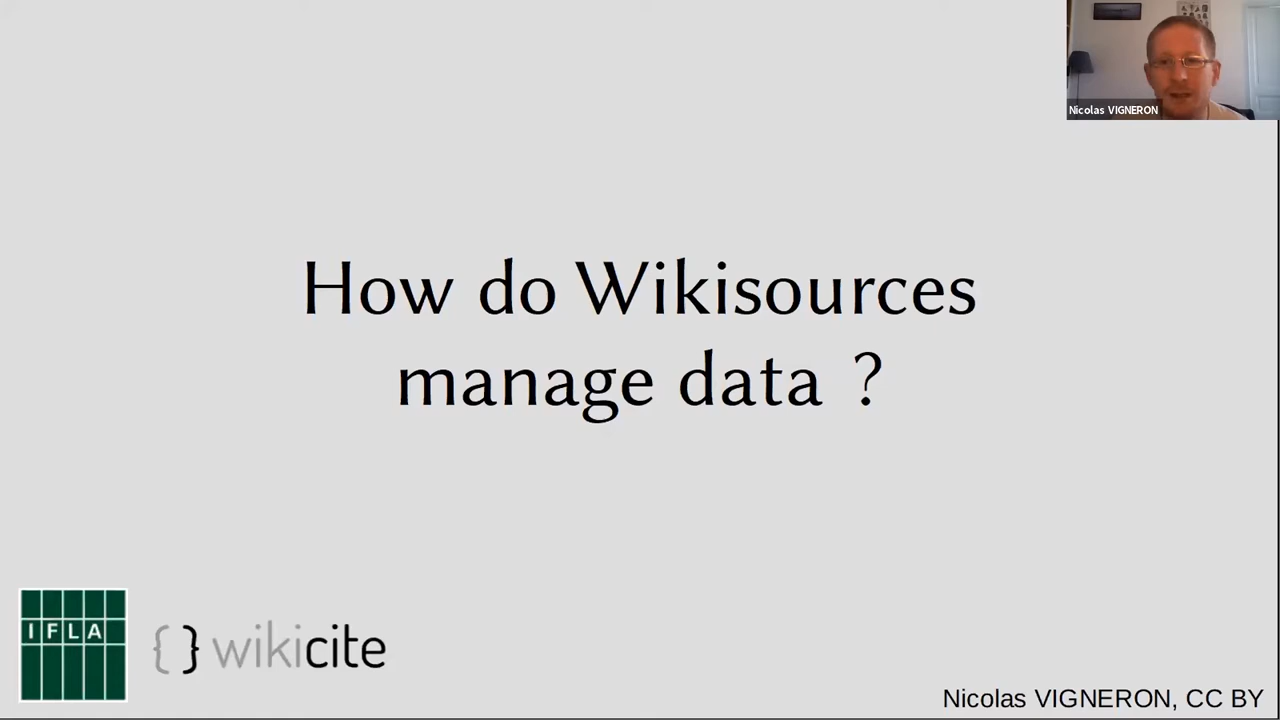 Nicolas VIGNERON
How do Wikisources
manage data ?
IFLA
{ } wikicite
Nicolas VIGNERON, CC BY